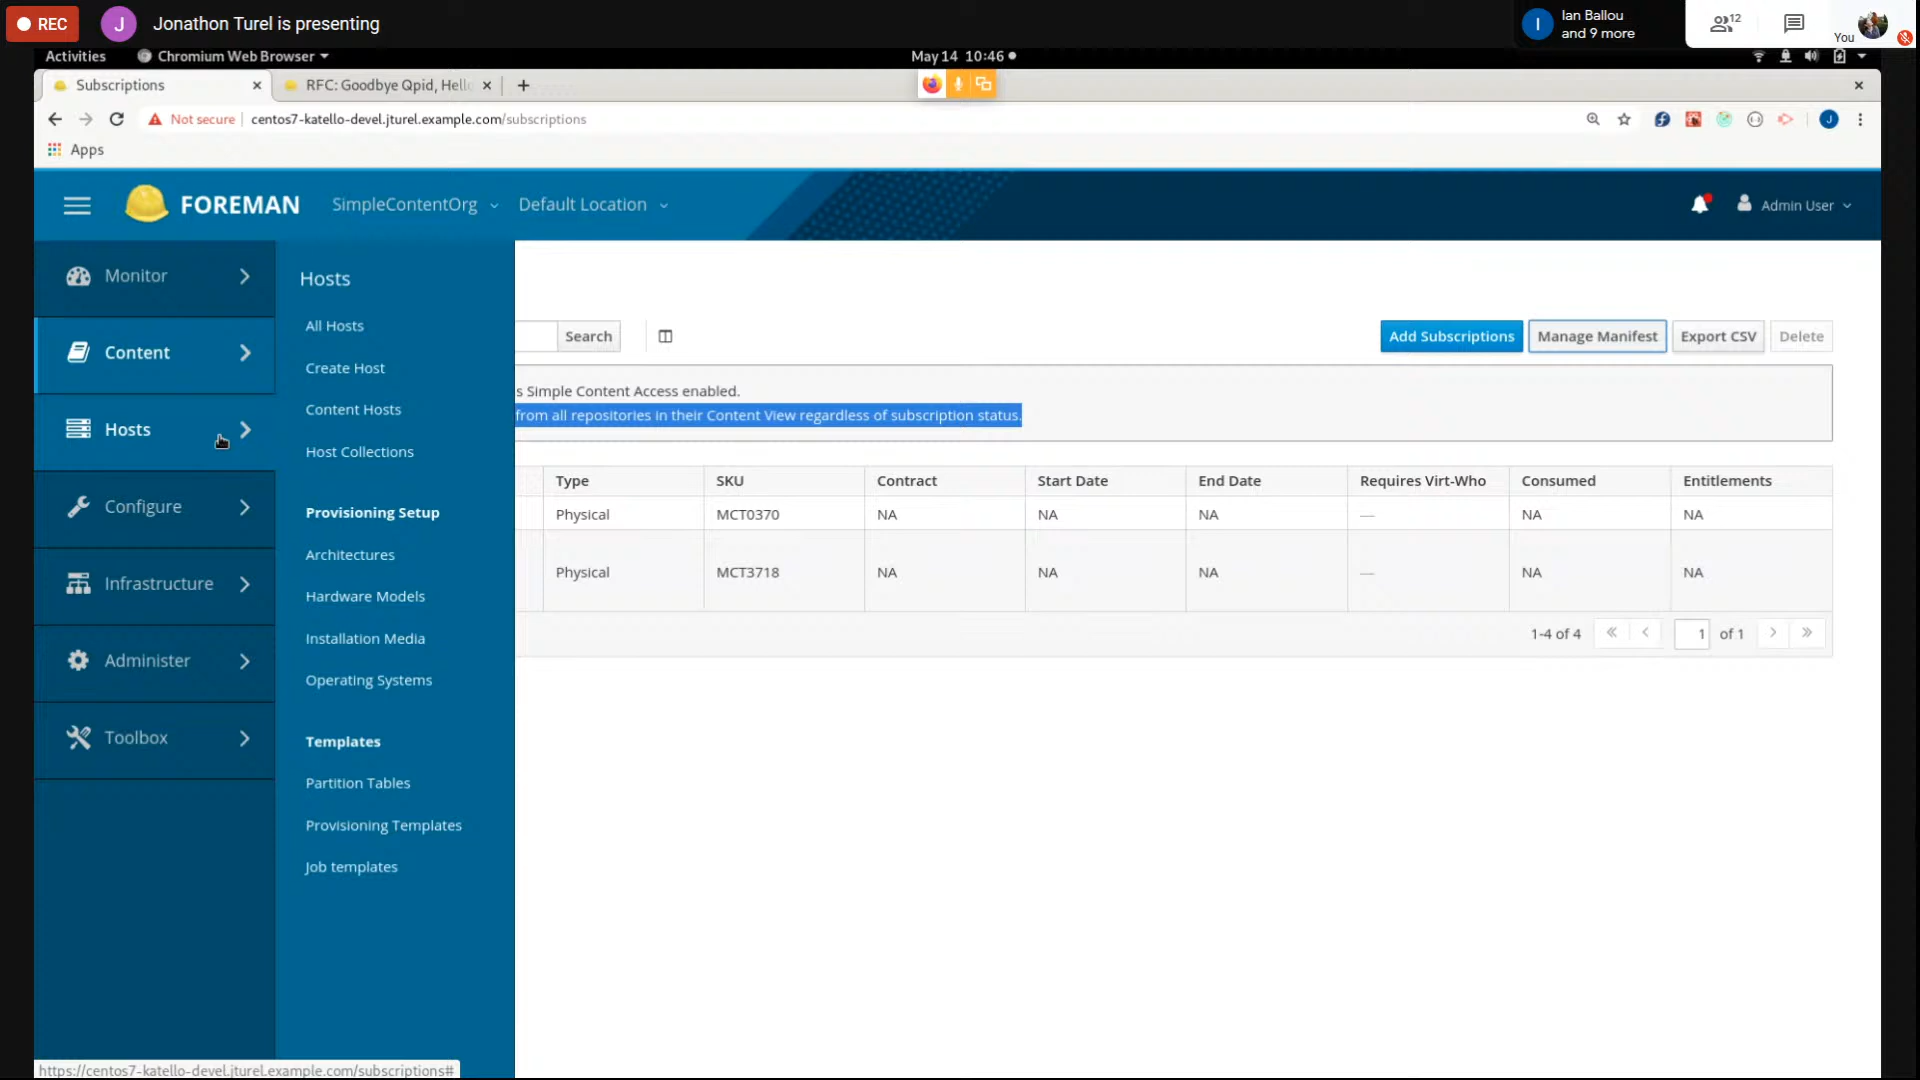 REC
J
Jonathon Turel is presenting
I
Ian Ballou
and 9 more
12
You
Activities
Chromium Web Browser
May 14 10:46
Subscriptions
RFC: Goodbye Qpid, Hell
Not secure
centos7-katello-devel.jturel.example.com/subscriptions
J
Apps
FOREMAN
SimpleContentOrg
Default Location
Admin User
Monitor
Content
Hosts
Configure
Infrastructure
Administer
Toolbox
Hosts
All Hosts
Create Host
Content Hosts
Host Collections
Provisioning Setup
Architectures
Hardware Models
Installation Media
Operating Systems
Templates
Partition Tables
Provisioning Templates
Job templates
Search
Add Subscriptions
Manage Manifest
Export CSV
Delete
s Simple Content Access enabled.
from all repositories in their Content View regardless of subscription status.
Type SKU Contract Start Date End Date Requires Virt-Who Consumed Entitlements
Physical MCT0370 NA NA NA — NA NA
Physical MCT3718 NA NA NA — NA NA
1-4 of 4 « < 1 of 1 > »
https://centos7-katello-devel.jturel.example.com/subscriptions#